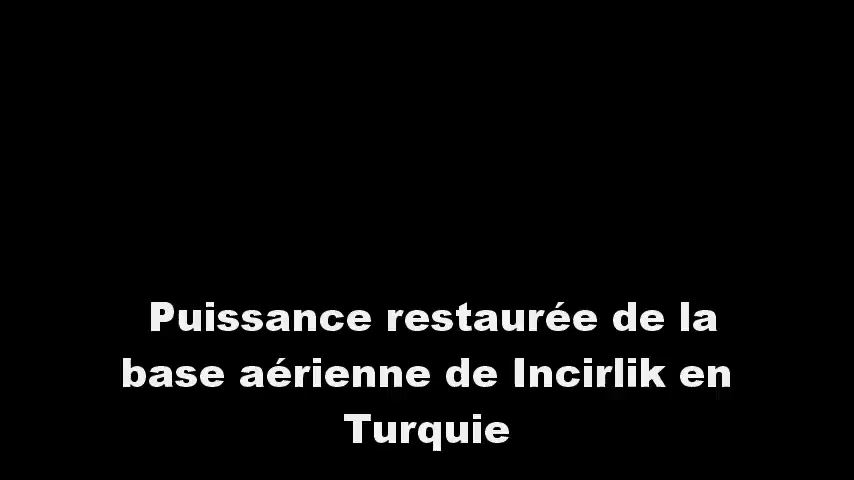 Puissance restaurée de la
base aérienne de Incirlik en
Turquie